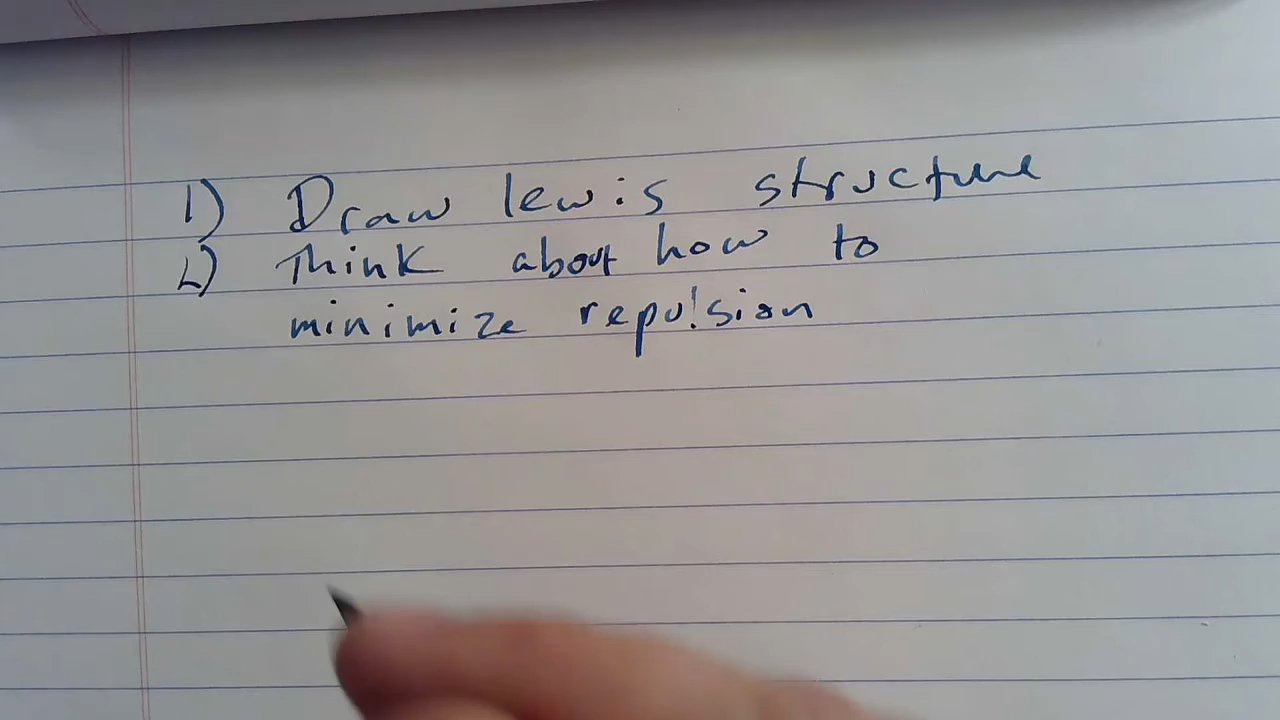 1) Draw lewis structure
2) Think about how to
minimize repulsion